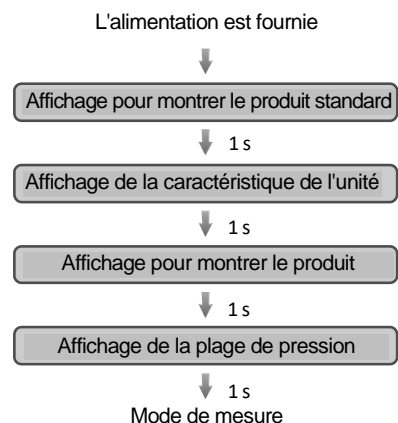 L'alimentation est fournie
Affichage pour montrer le produit standard
1 s
Affichage de la caractéristique de l'unité
1 s
Affichage pour montrer le produit
1 s
Affichage de la plage de pression
1 s
Mode de mesure